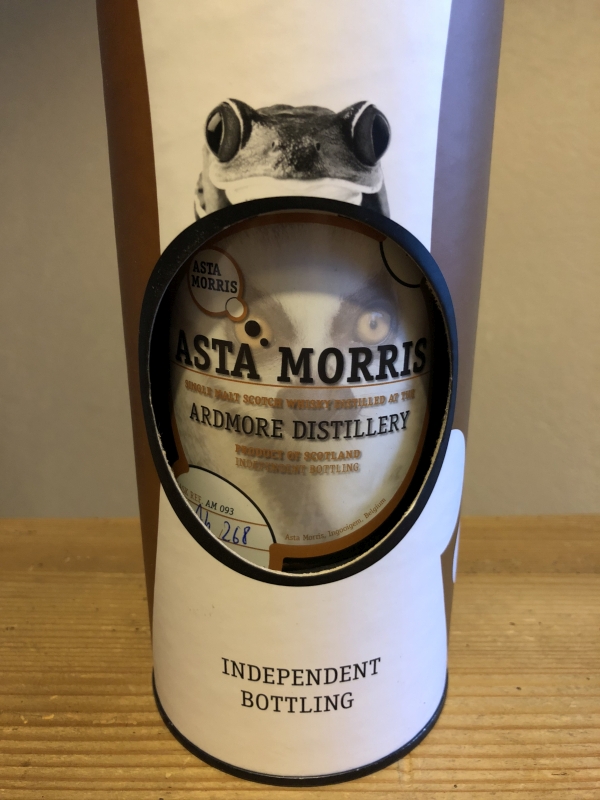 ASTA
MORRIS
ASTA MORRIS
SINGLE MALT SCOTCH WHISKY DISTILLED AT THE
ARDMORE DISTILLERY
PRODUCT OF SCOTLAND
INDEPENDENT BOTTLING
AM 093
268
Asta Morris, Ingooigem, Belgium
INDEPENDENT
BOTTLING